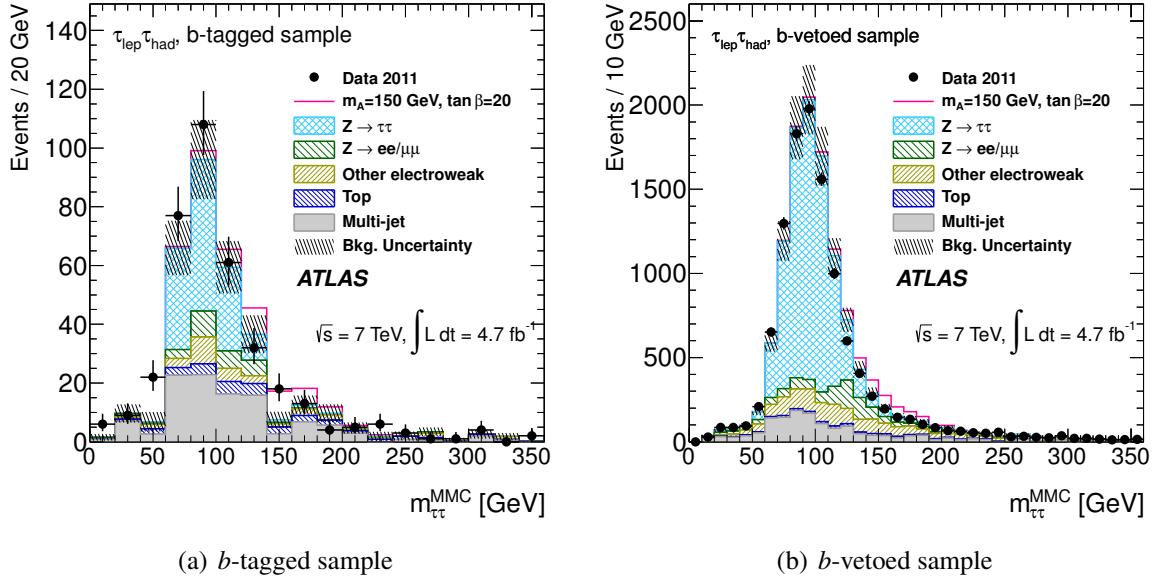 Events / 20 GeV
140
120
100
80
60
40
20
0
τlepτhad, b-tagged sample
Data 2011
mA=150 GeV, tan β=20
Z → ττ
Z → ee/μμ
Other electroweak
Top
Multi-jet
Bkg. Uncertainty
ATLAS
√s = 7 TeV, ∫L dt = 4.7 fb⁻¹
0 50 100 150 200 250 300 350
mττ^MMC [GeV]
(a) b-tagged sample
Events / 10 GeV
2500
2000
1500
1000
500
0
τlepτhad, b-vetoed sample
Data 2011
mA=150 GeV, tan β=20
Z → ττ
Z → ee/μμ
Other electroweak
Top
Multi-jet
Bkg. Uncertainty
ATLAS
√s = 7 TeV, ∫L dt = 4.7 fb⁻¹
0 50 100 150 200 250 300 350
mττ^MMC [GeV]
(b) b-vetoed sample